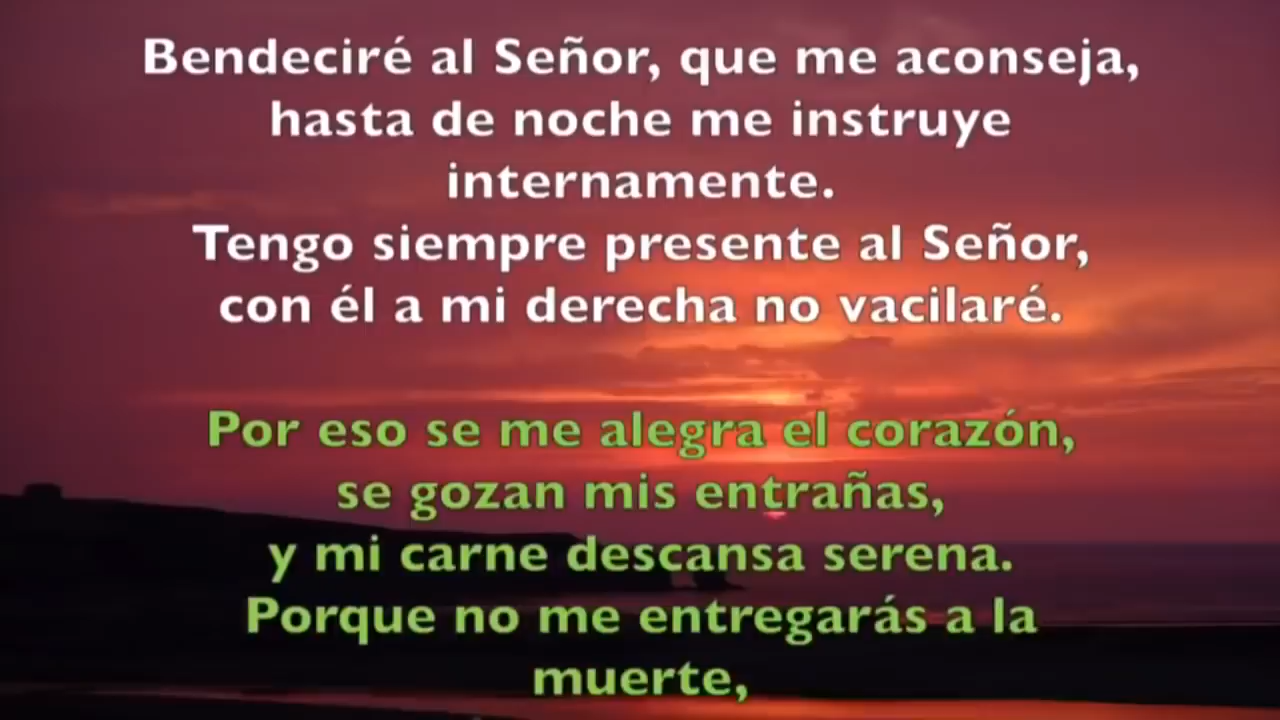 Bendeciré al Señor, que me aconseja,
hasta de noche me instruye
internamente.
Tengo siempre presente al Señor,
con él a mi derecha no vacilaré.
Por eso se me alegra el corazón,
se gozan mis entrañas,
y mi carne descansa serena.
Porque no me entregarás a la
muerte,